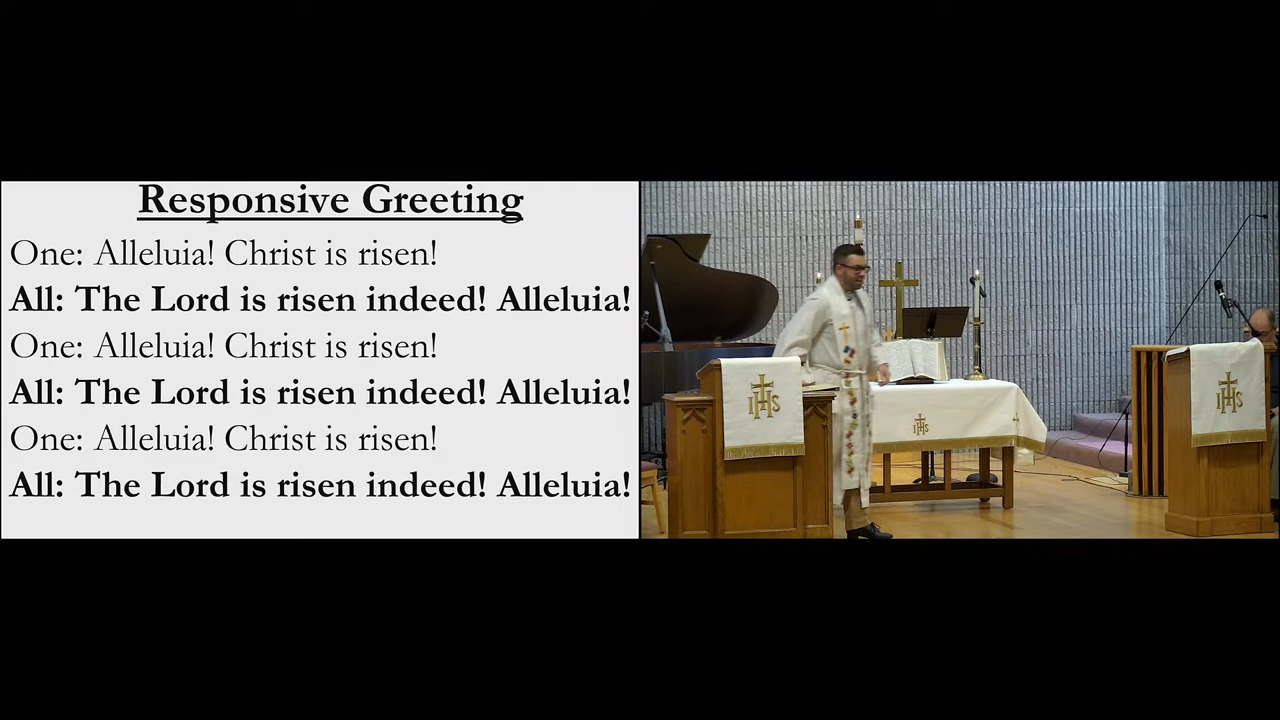 Responsive Greeting
One: Alleluia! Christ is risen!
All: The Lord is risen indeed! Alleluia!
One: Alleluia! Christ is risen!
All: The Lord is risen indeed! Alleluia!
One: Alleluia! Christ is risen!
All: The Lord is risen indeed! Alleluia!
IHS
IHS
IHS